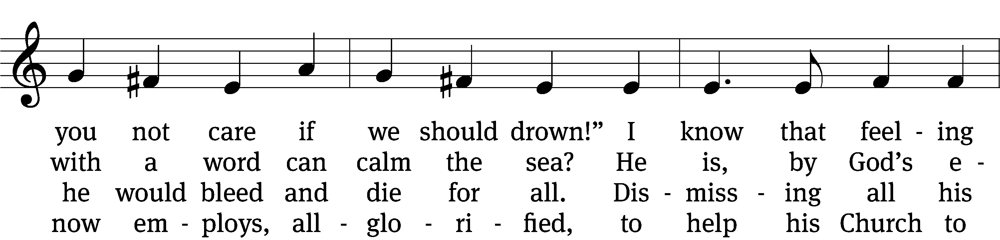 you not care if we should drown!” I know that feel - ing
with a word can calm the sea? He is, by God’s e -
he would bleed and die for all. Dis - miss - ing all his
now em - ploys, all - glo - ri - fied, to help his Church to